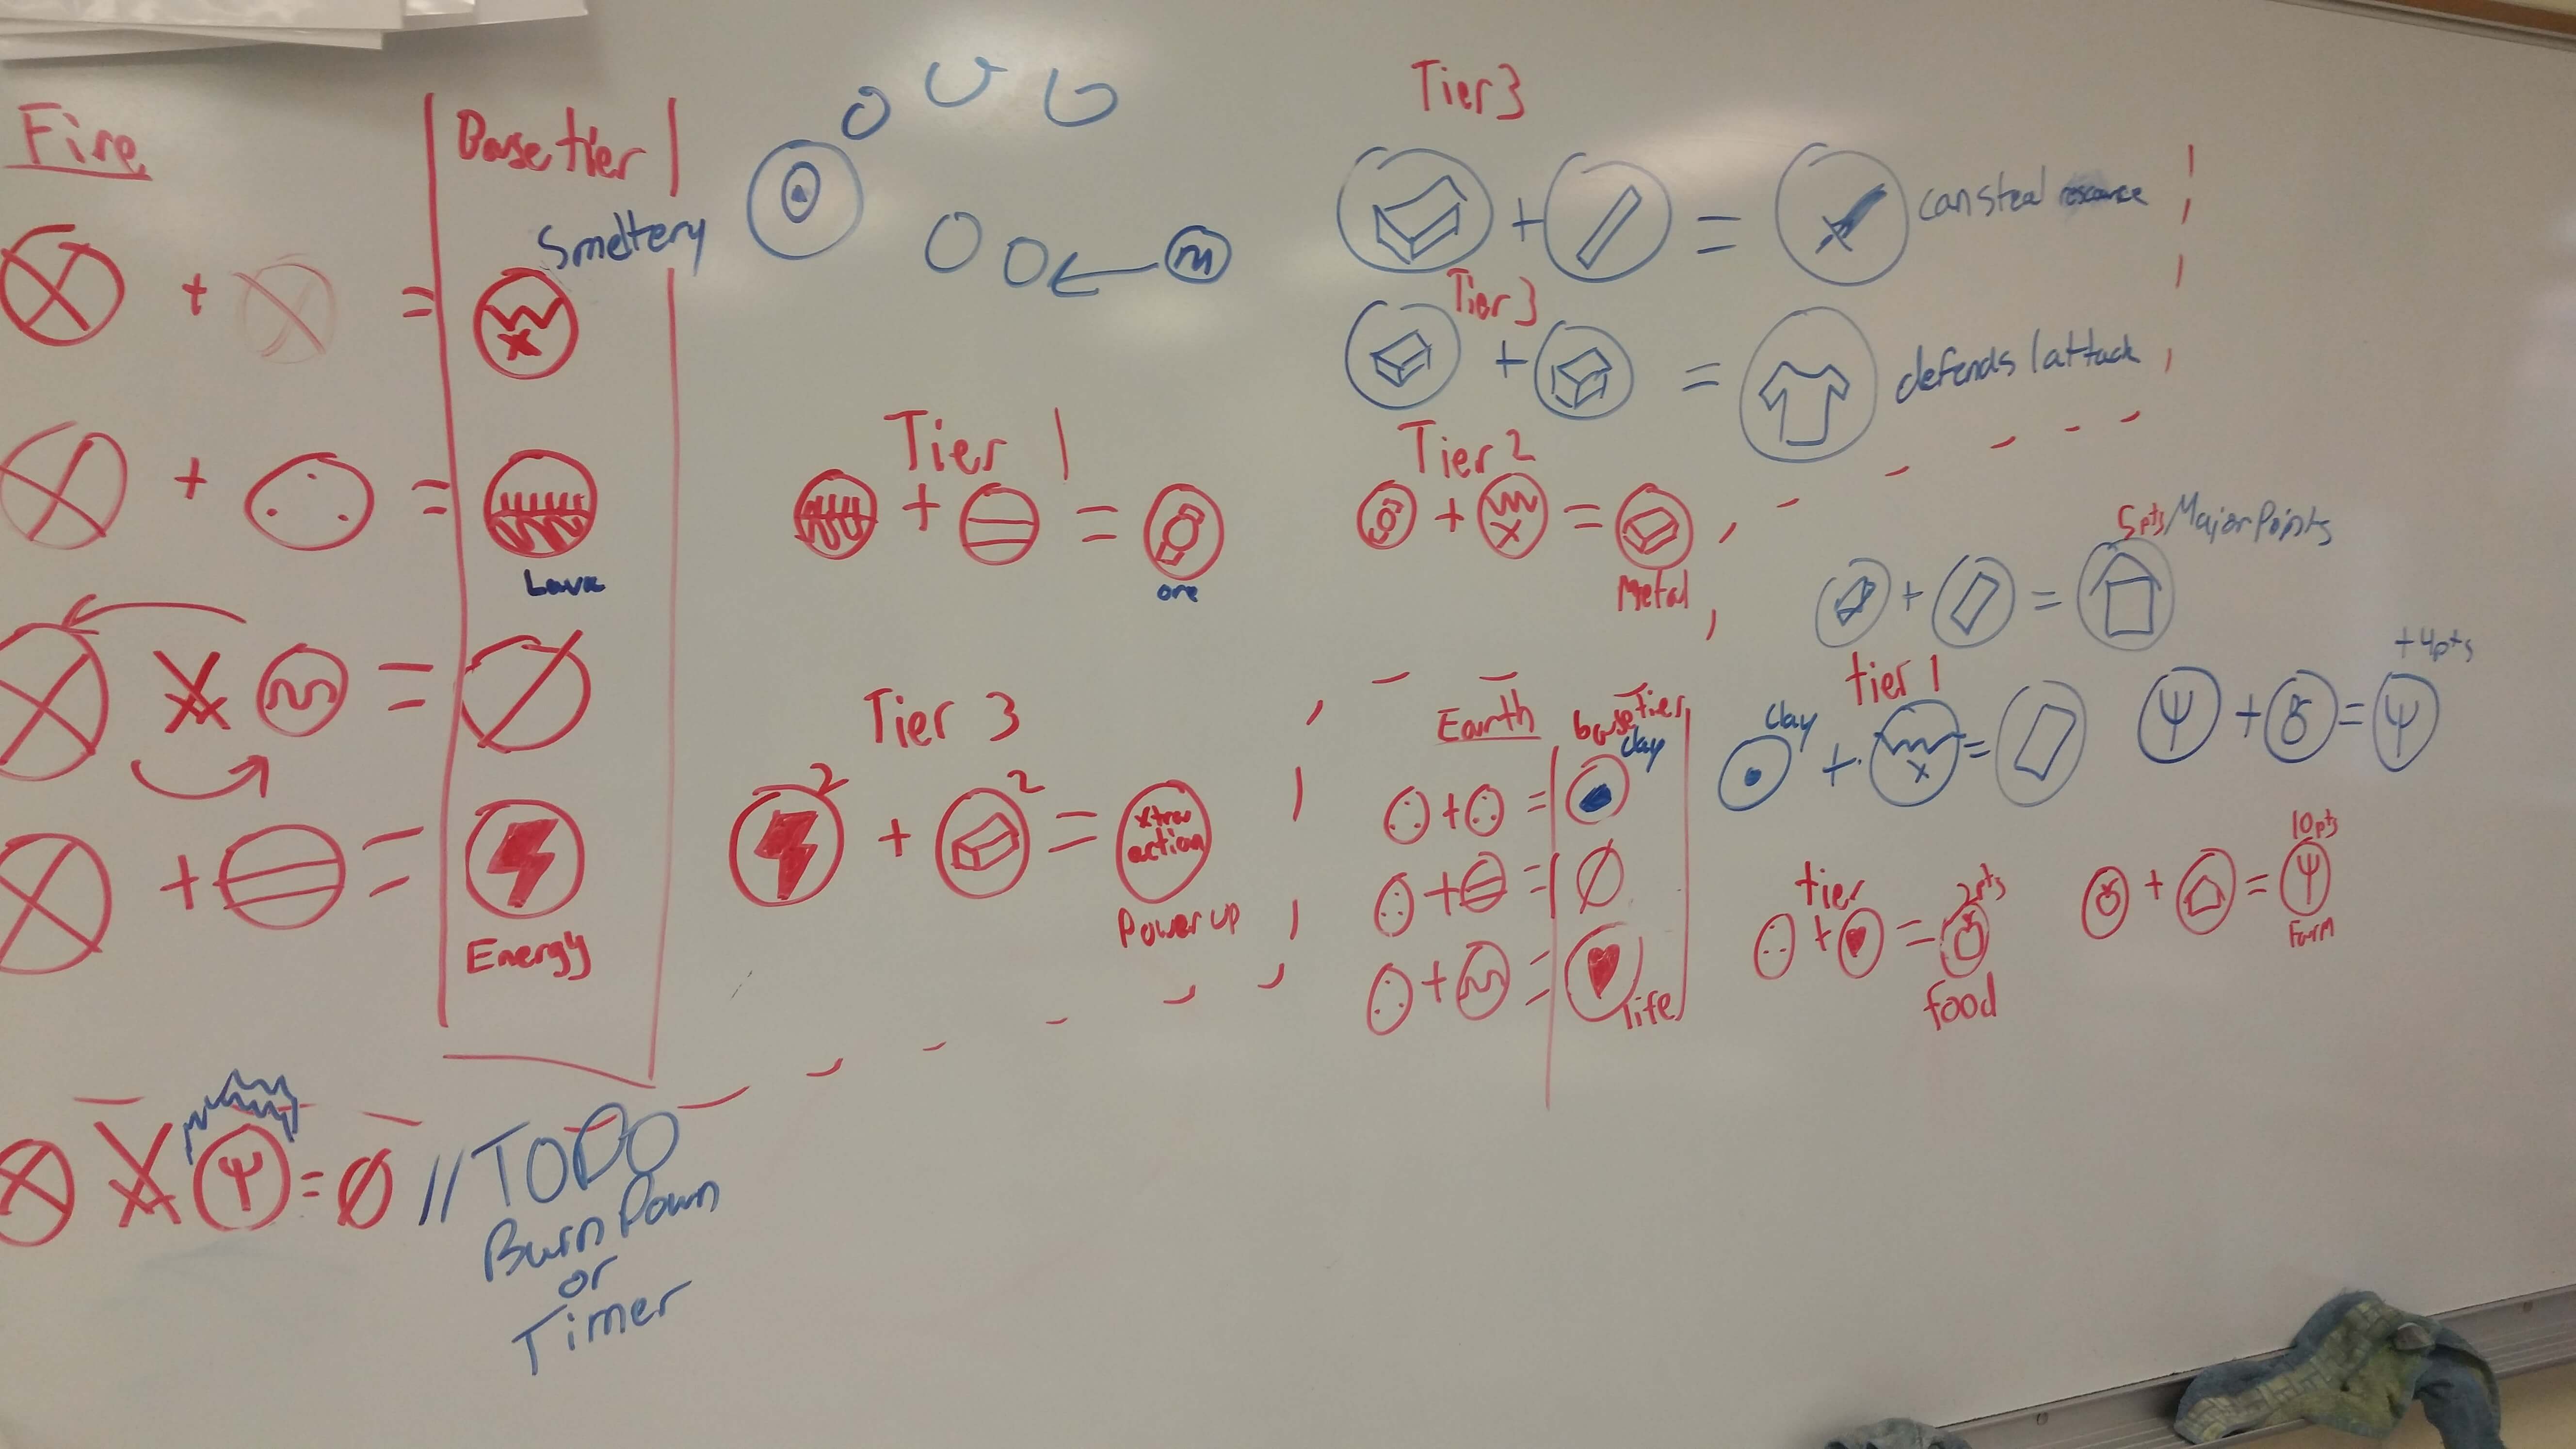 Fire
Base tier
Smeltery
+ =
+ =
Lava
=
+ =
Energy
m
Tier 1
+ =
ore
Tier 3
2 + 2 = xtra
action
Power up
Tier 3
+ = can steal resource
Tier 3
+ = defends 1 attack
Tier 2
+ =
Metal
5pts/Major Points
+ =
Earth
base Tier
clay
+ =
+ =
+ =
life
tier 1
clay
+ =
+4pts
+ =
tier
2pts
+ =
food
10pts
+ =
Farm
= //TODO
Burn Down
or
Timer